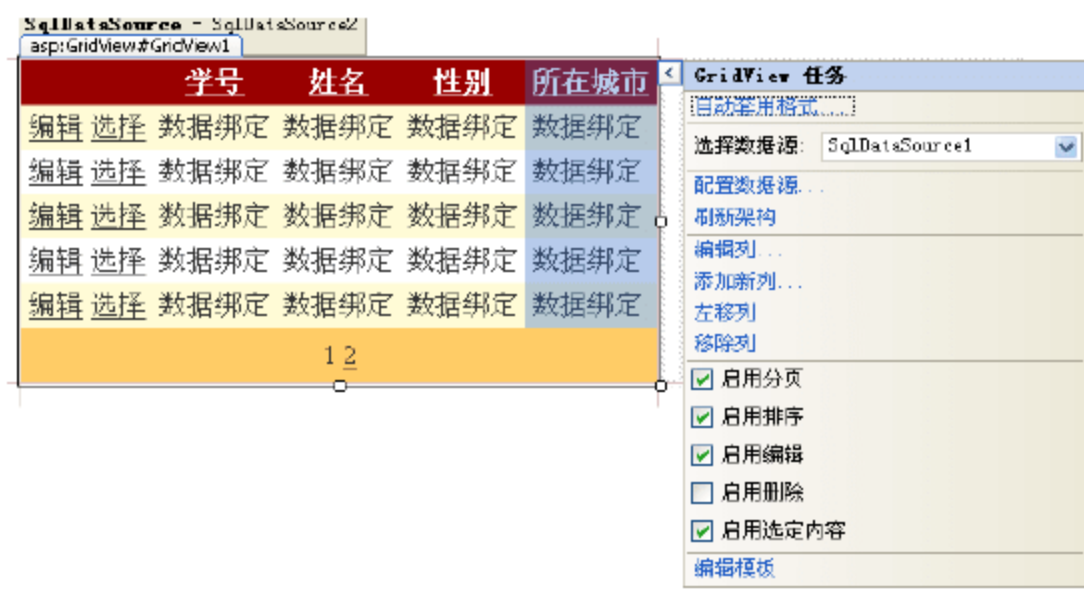 SqlDataSource - SqlDataSource2
asp:GridView#GridView1
学号 姓名 性别 所在城市
编辑 选择 数据绑定 数据绑定 数据绑定 数据绑定
编辑 选择 数据绑定 数据绑定 数据绑定 数据绑定
编辑 选择 数据绑定 数据绑定 数据绑定 数据绑定
编辑 选择 数据绑定 数据绑定 数据绑定 数据绑定
编辑 选择 数据绑定 数据绑定 数据绑定 数据绑定
1 2
GridView 任务
自动套用格式...
选择数据源: SqlDataSource1
配置数据源...
刷新架构
编辑列...
添加新列...
左移列
移除列
启用分页
启用排序
启用编辑
启用删除
启用选定内容
编辑模板